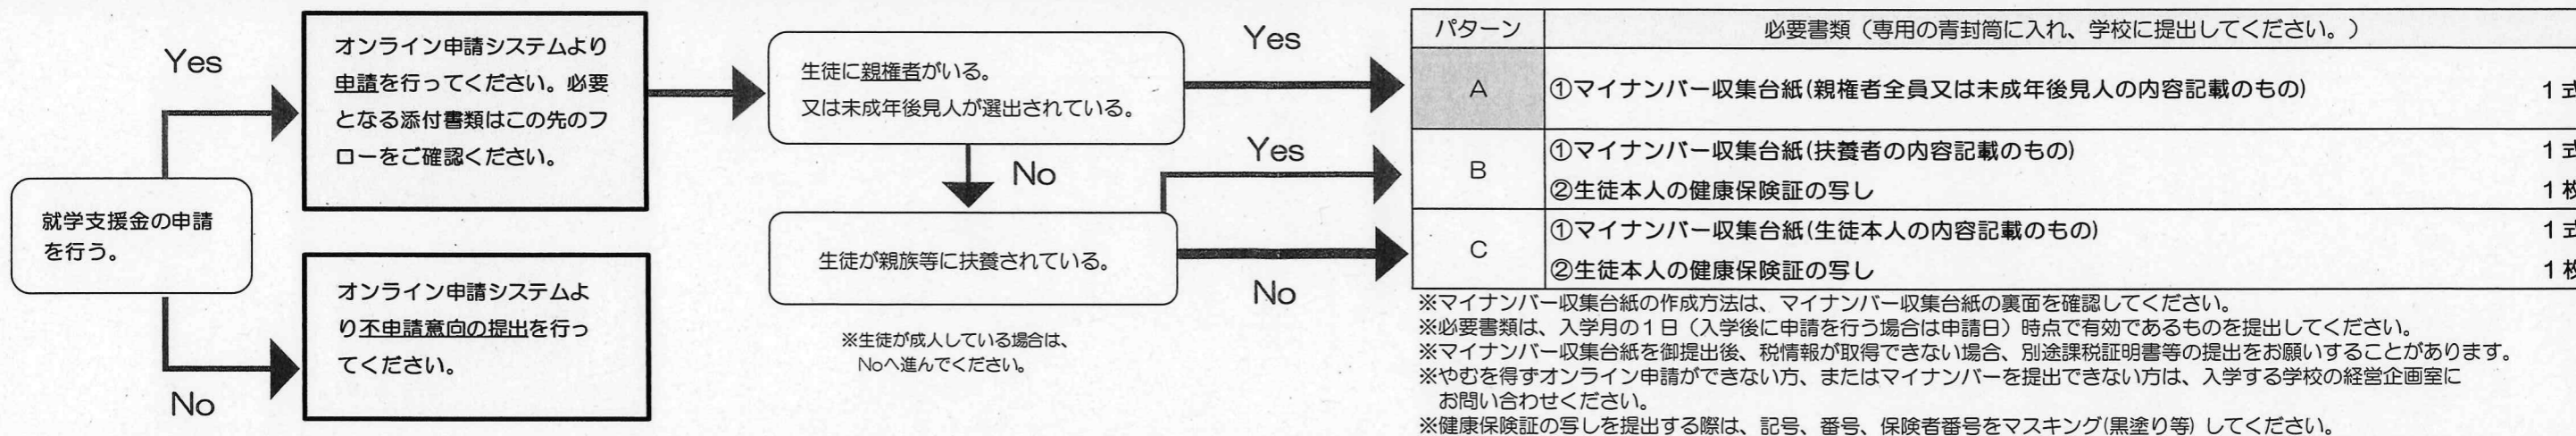 就学支援金の申請
を行う。
Yes
No
オンライン申請システムより
申請を行ってください。必要
となる添付書類はこの先のフ
ローをご確認ください。
オンライン申請システムよ
り不申請意向の提出を行っ
てください。
生徒に親権者がいる。
又は未成年後見人が選出されている。
Yes
No
生徒が親族等に扶養されている。
Yes
No
※生徒が成人している場合は、
Noへ進んでください。
パターン 必要書類（専用の青封筒に入れ、学校に提出してください。）
A ①マイナンバー収集台紙(親権者全員又は未成年後見人の内容記載のもの) 1式
B ①マイナンバー収集台紙(扶養者の内容記載のもの) 1式
②生徒本人の健康保険証の写し 1枚
C ①マイナンバー収集台紙(生徒本人の内容記載のもの) 1式
②生徒本人の健康保険証の写し 1枚
※マイナンバー収集台紙の作成方法は、マイナンバー収集台紙の裏面を確認してください。
※必要書類は、入学月の１日（入学後に申請を行う場合は申請日）時点で有効であるものを提出してください。
※マイナンバー収集台紙を御提出後、税情報が取得できない場合、別途課税証明書等の提出をお願いすることがあります。
※やむを得ずオンライン申請ができない方、またはマイナンバーを提出できない方は、入学する学校の経営企画室に
お問い合わせください。
※健康保険証の写しを提出する際は、記号、番号、保険者番号をマスキング(黒塗り等) してください。